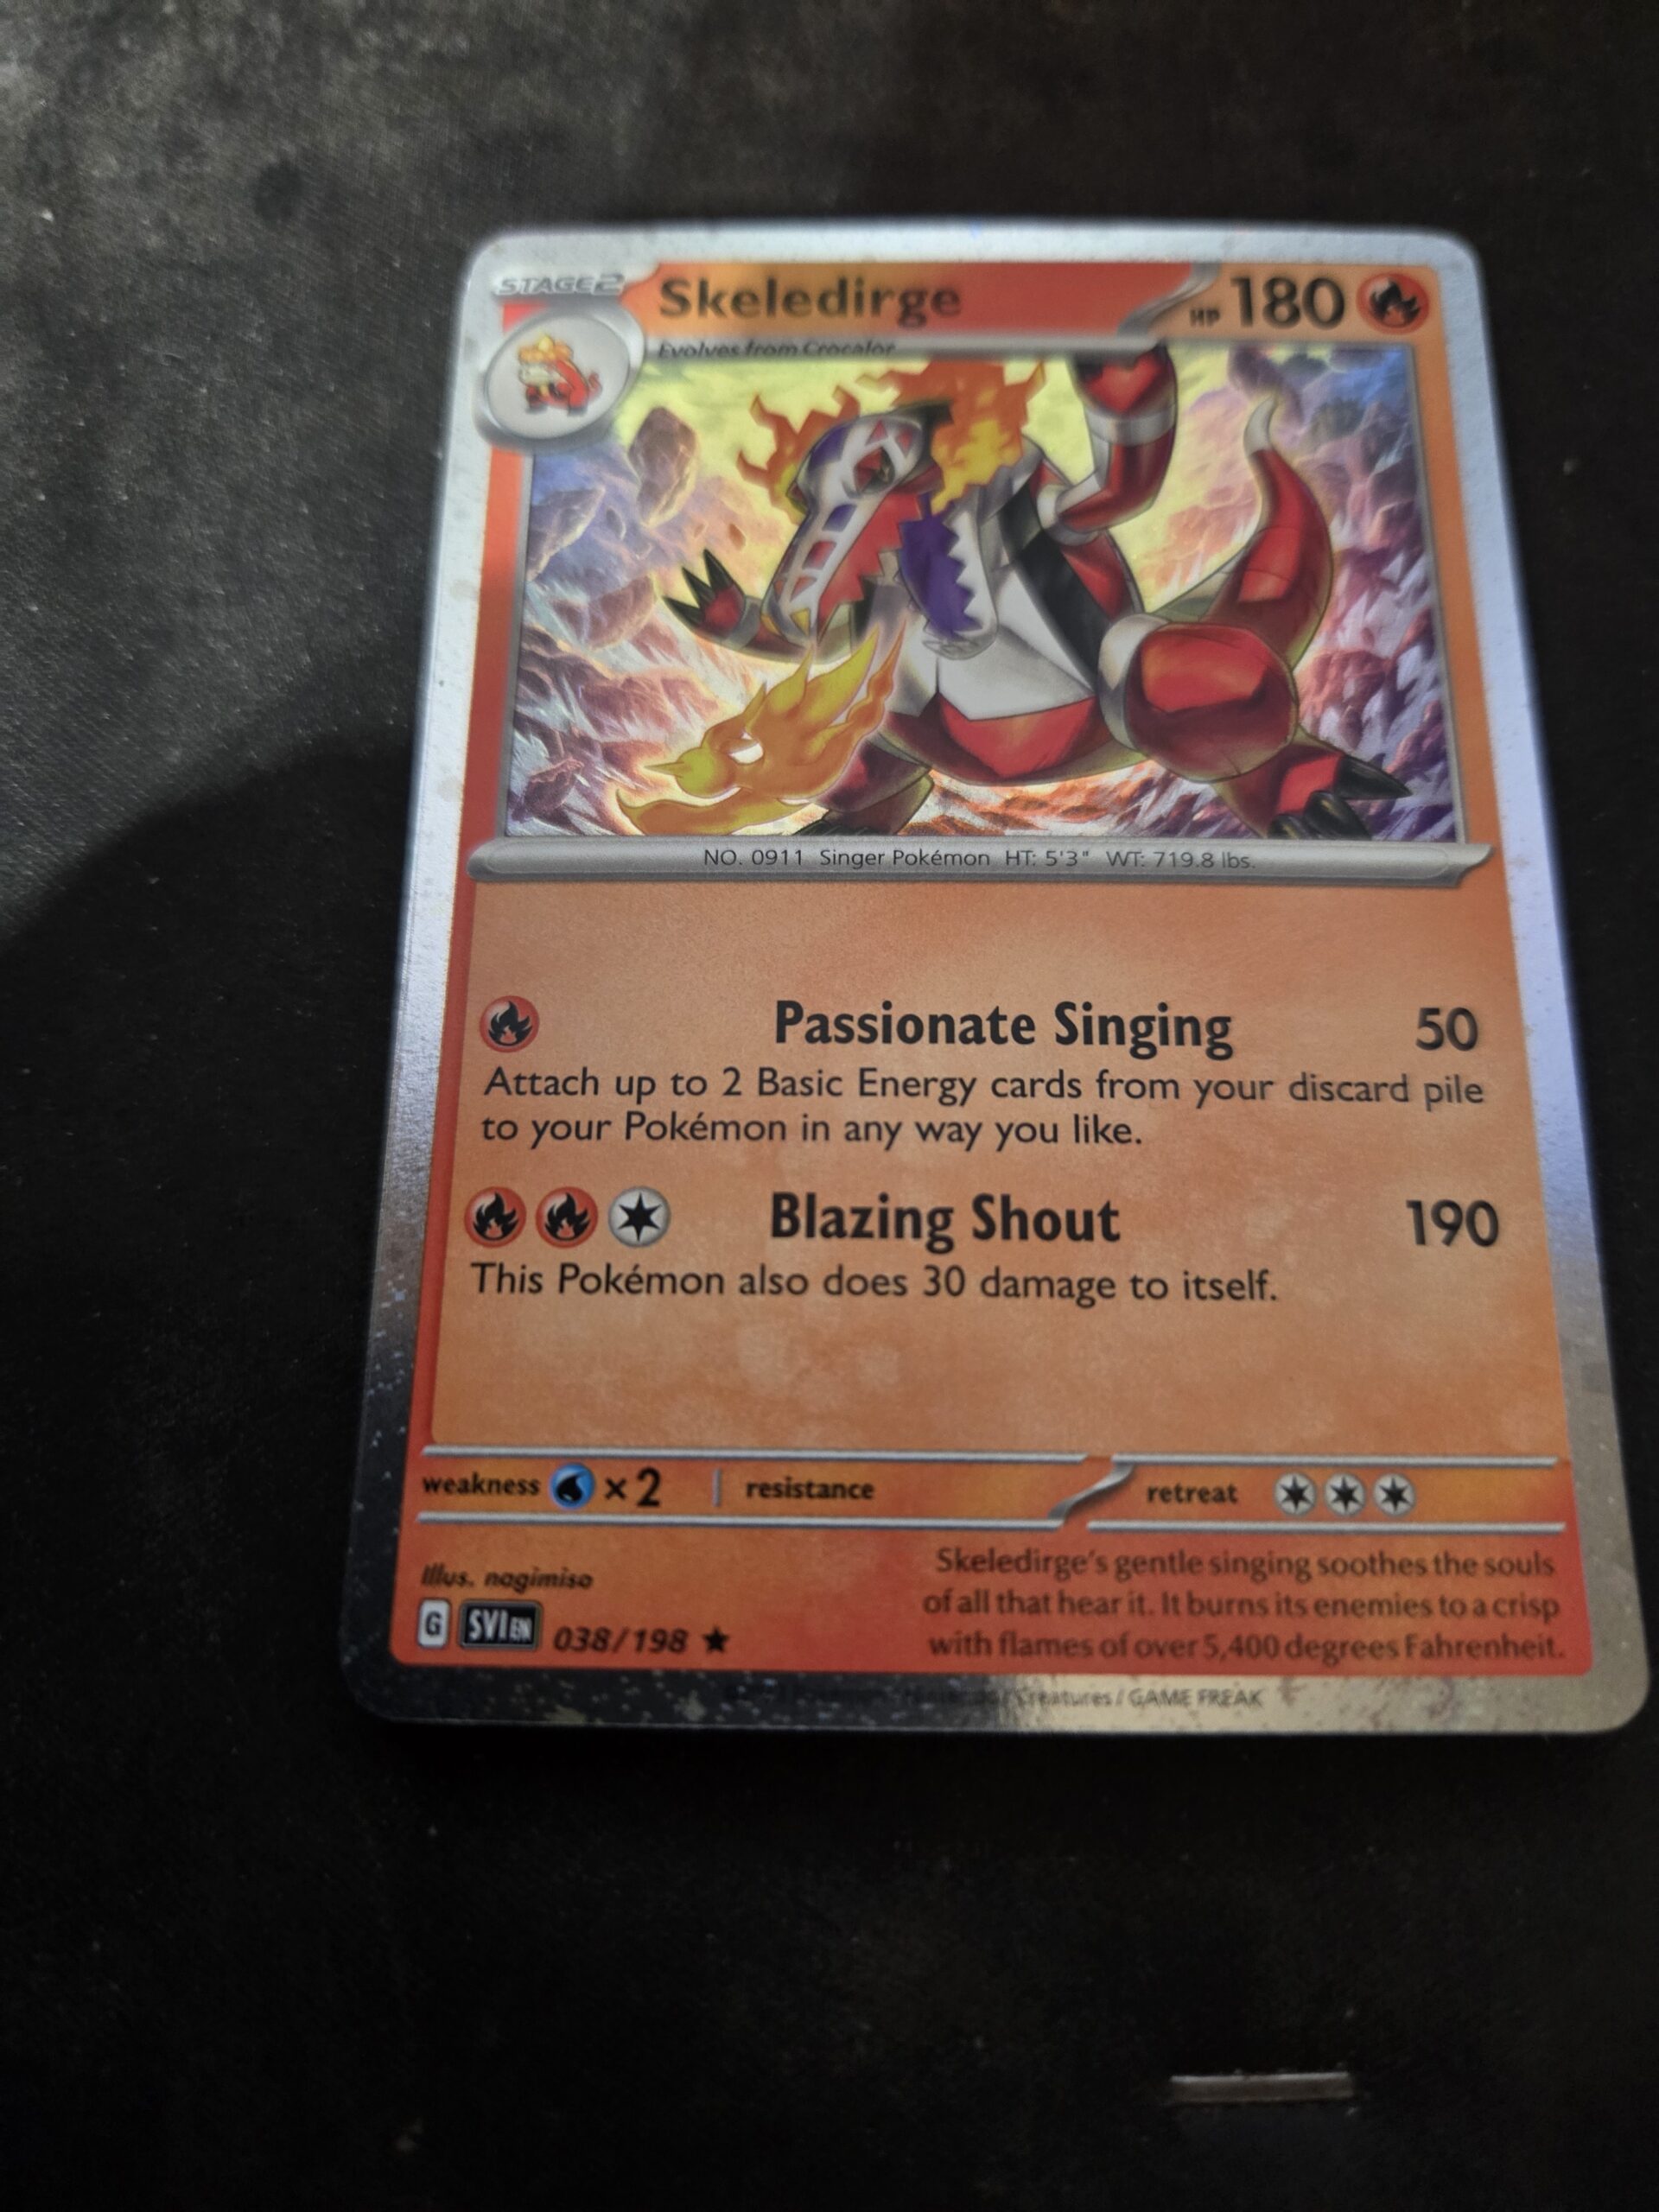 STAGE2
Skeledirge
HP 180
Evolves from Crocalor
NO. 0911 Singer Pokémon HT: 5'3" WT: 719.8 lbs.
Passionate Singing 50
Attach up to 2 Basic Energy cards from your discard pile
to your Pokémon in any way you like.
Blazing Shout 190
This Pokémon also does 30 damage to itself.
weakness ×2 resistance retreat
Illus. nagimiso
G SVI EN 038/198 ★
Skeledirge's gentle singing soothes the souls
of all that hear it. It burns its enemies to a crisp
with flames of over 5,400 degrees Fahrenheit.
Creatures / GAME FREAK